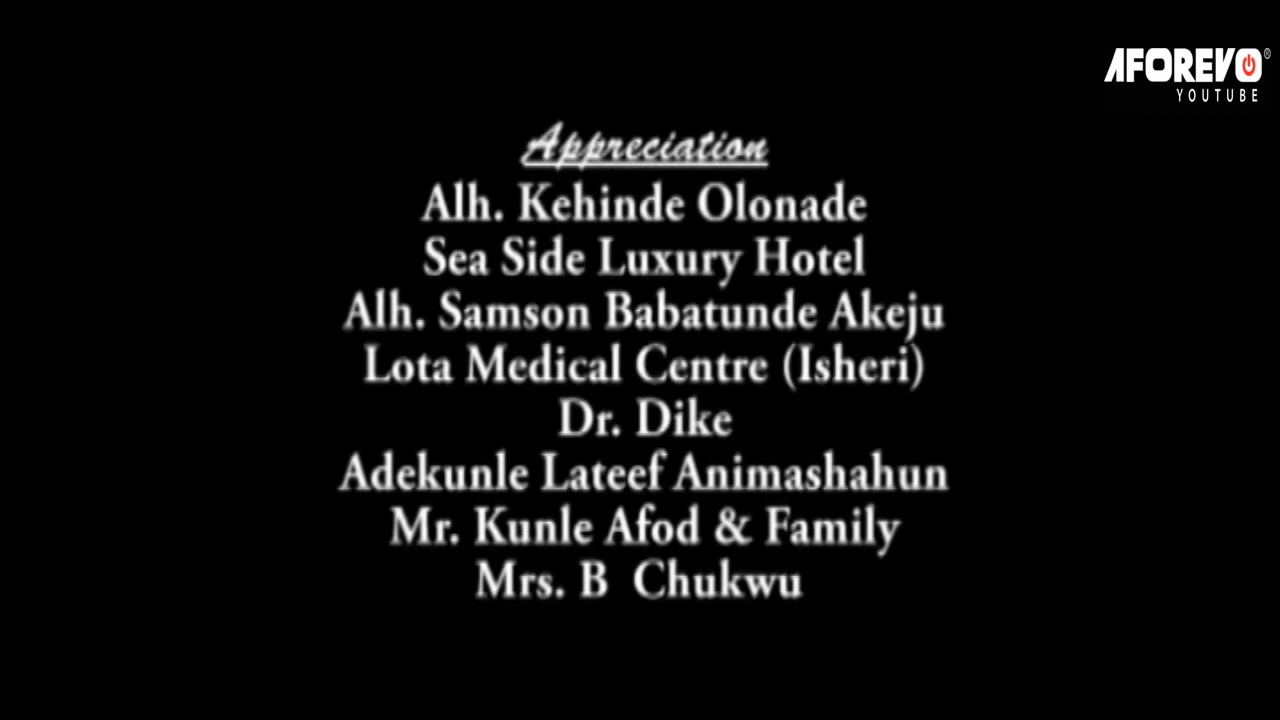 AFOREVO®
YOUTUBE
Appreciation
Alh. Kehinde Olonade
Sea Side Luxury Hotel
Alh. Samson Babatunde Akeju
Lota Medical Centre (Isheri)
Dr. Dike
Adekunle Lateef Animashahun
Mr. Kunle Afod & Family
Mrs. B Chukwu